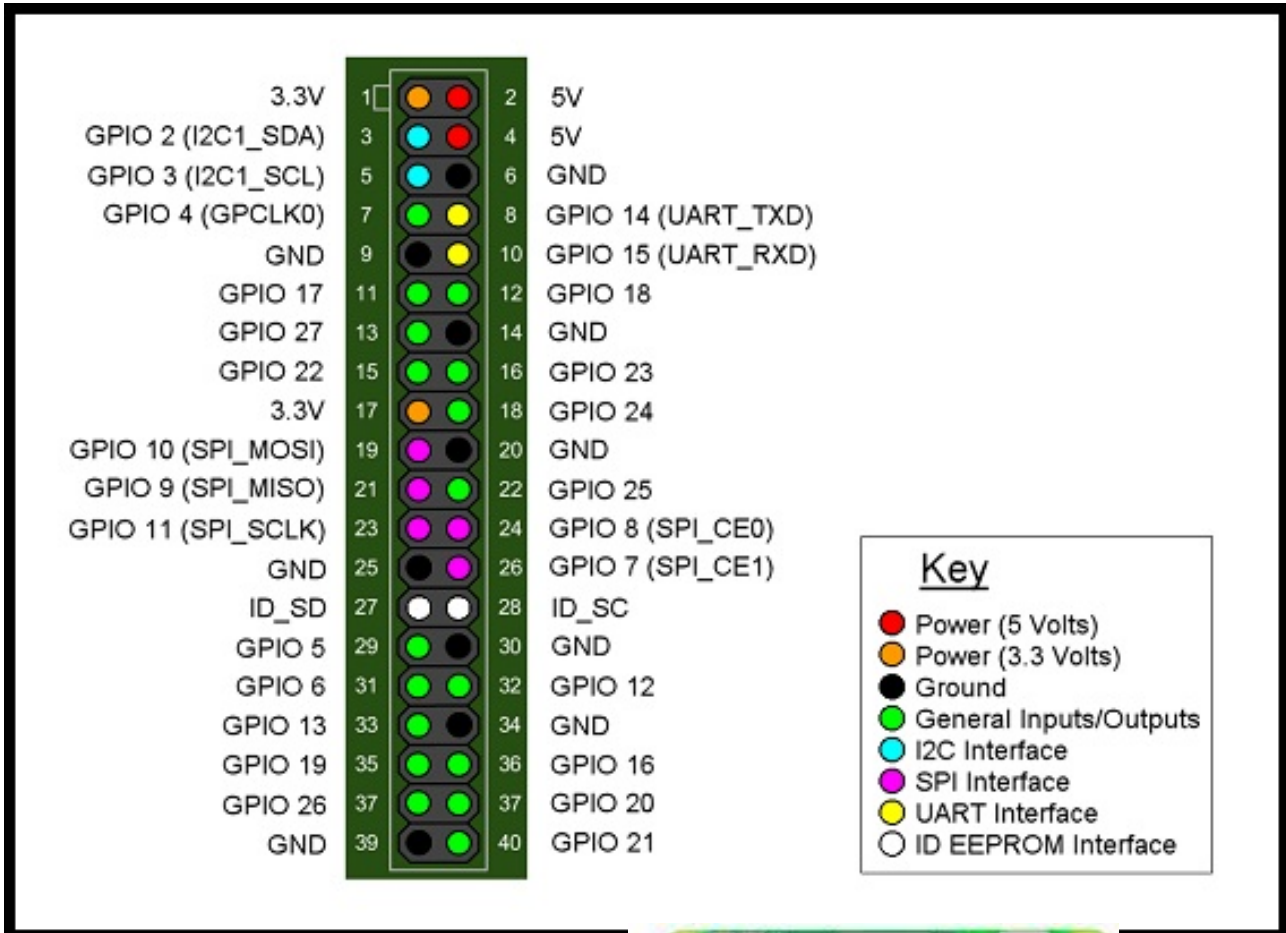 3.3V 1 2 5V
GPIO 2 (I2C1_SDA) 3 4 5V
GPIO 3 (I2C1_SCL) 5 6 GND
GPIO 4 (GPCLK0) 7 8 GPIO 14 (UART_TXD)
GND 9 10 GPIO 15 (UART_RXD)
GPIO 17 11 12 GPIO 18
GPIO 27 13 14 GND
GPIO 22 15 16 GPIO 23
3.3V 17 18 GPIO 24
GPIO 10 (SPI_MOSI) 19 20 GND
GPIO 9 (SPI_MISO) 21 22 GPIO 25
GPIO 11 (SPI_SCLK) 23 24 GPIO 8 (SPI_CE0)
GND 25 26 GPIO 7 (SPI_CE1)
ID_SD 27 28 ID_SC
GPIO 5 29 30 GND
GPIO 6 31 32 GPIO 12
GPIO 13 33 34 GND
GPIO 19 35 36 GPIO 16
GPIO 26 37 37 GPIO 20
GND 39 40 GPIO 21
Key
Power (5 Volts)
Power (3.3 Volts)
Ground
General Inputs/Outputs
I2C Interface
SPI Interface
UART Interface
ID EEPROM Interface